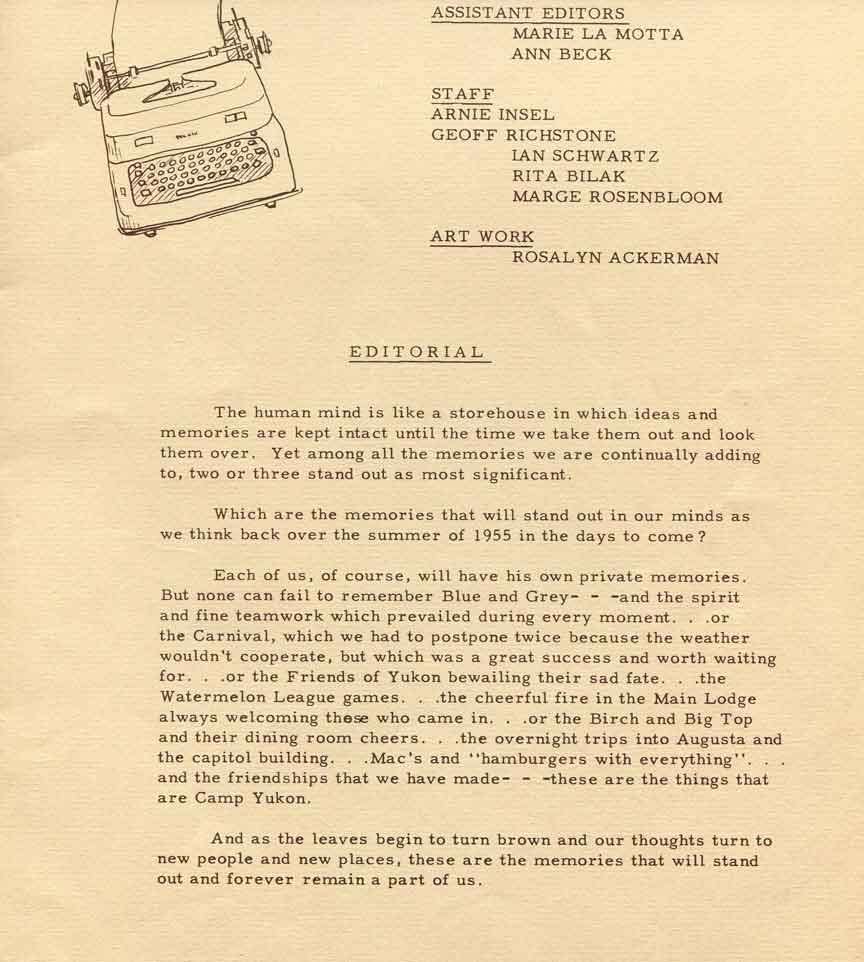 ASSISTANT EDITORS
MARIE LA MOTTA
ANN BECK
STAFF
ARNIE INSEL
GEOFF RICHSTONE
IAN SCHWARTZ
RITA BILAK
MARGE ROSENBLOOM
ART WORK
ROSALYN ACKERMAN
EDITORIAL
The human mind is like a storehouse in which ideas and
memories are kept intact until the time we take them out and look
them over. Yet among all the memories we are continually adding
to, two or three stand out as most significant.
Which are the memories that will stand out in our minds as
we think back over the summer of 1955 in the days to come?
Each of us, of course, will have his own private memories.
But none can fail to remember Blue and Grey- - -and the spirit
and fine teamwork which prevailed during every moment. . .or
the Carnival, which we had to postpone twice because the weather
wouldn't cooperate, but which was a great success and worth waiting
for. . .or the Friends of Yukon bewailing their sad fate. . .the
Watermelon League games. . .the cheerful fire in the Main Lodge
always welcoming those who came in. . .or the Birch and Big Top
and their dining room cheers. . .the overnight trips into Augusta and
the capitol building. . .Mac's and "hamburgers with everything". . .
and the friendships that we have made- - -these are the things that
are Camp Yukon.
And as the leaves begin to turn brown and our thoughts turn to
new people and new places, these are the memories that will stand
out and forever remain a part of us.